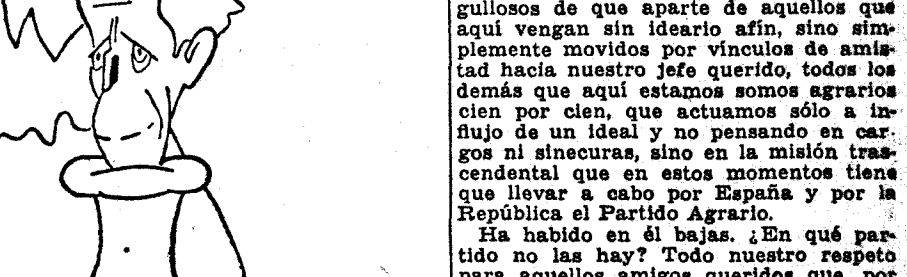 gullosos de que aparte de aquellos que
aquí vengan sin ideario afín, sino sim-
plemente movidos por vínculos de amis-
tad hacia nuestro jefe querido, todos los
demás que aquí estamos somos agrarios
cien por cien, que actuamos sólo a in-
flujo de un ideal y no pensando en car-
gos ni sinecuras, sino en la misión tras-
cendental que en estos momentos tiene
que llevar a cabo por España y por la
República el Partido Agrario.
Ha habido en él bajas. ¿En qué par-
tido no las hay? Todo nuestro respeto
para aquellos amigos queridos que, por